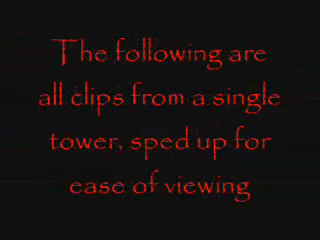 The following are
all clips from a single
tower, sped up for
ease of viewing